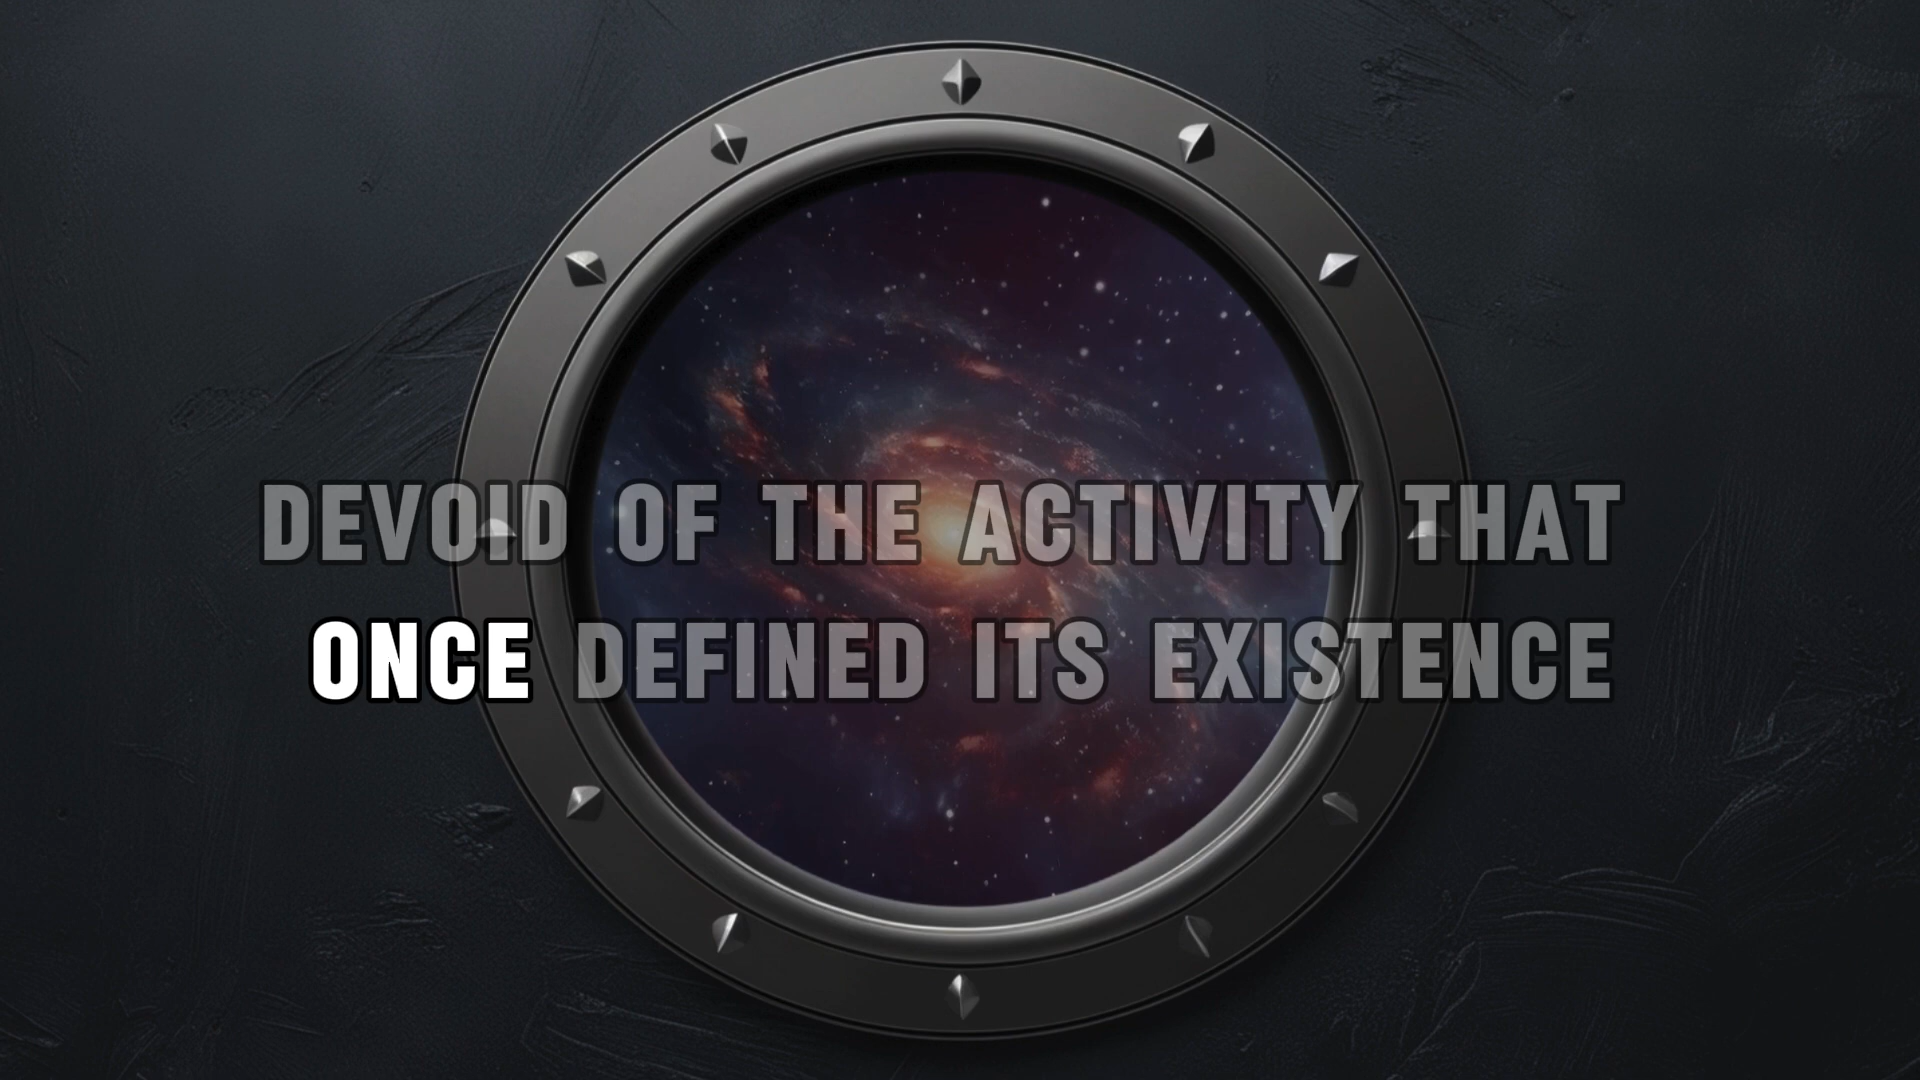 DEVOID OF THE ACTIVITY THAT
ONCE DEFINED ITS EXISTENCE